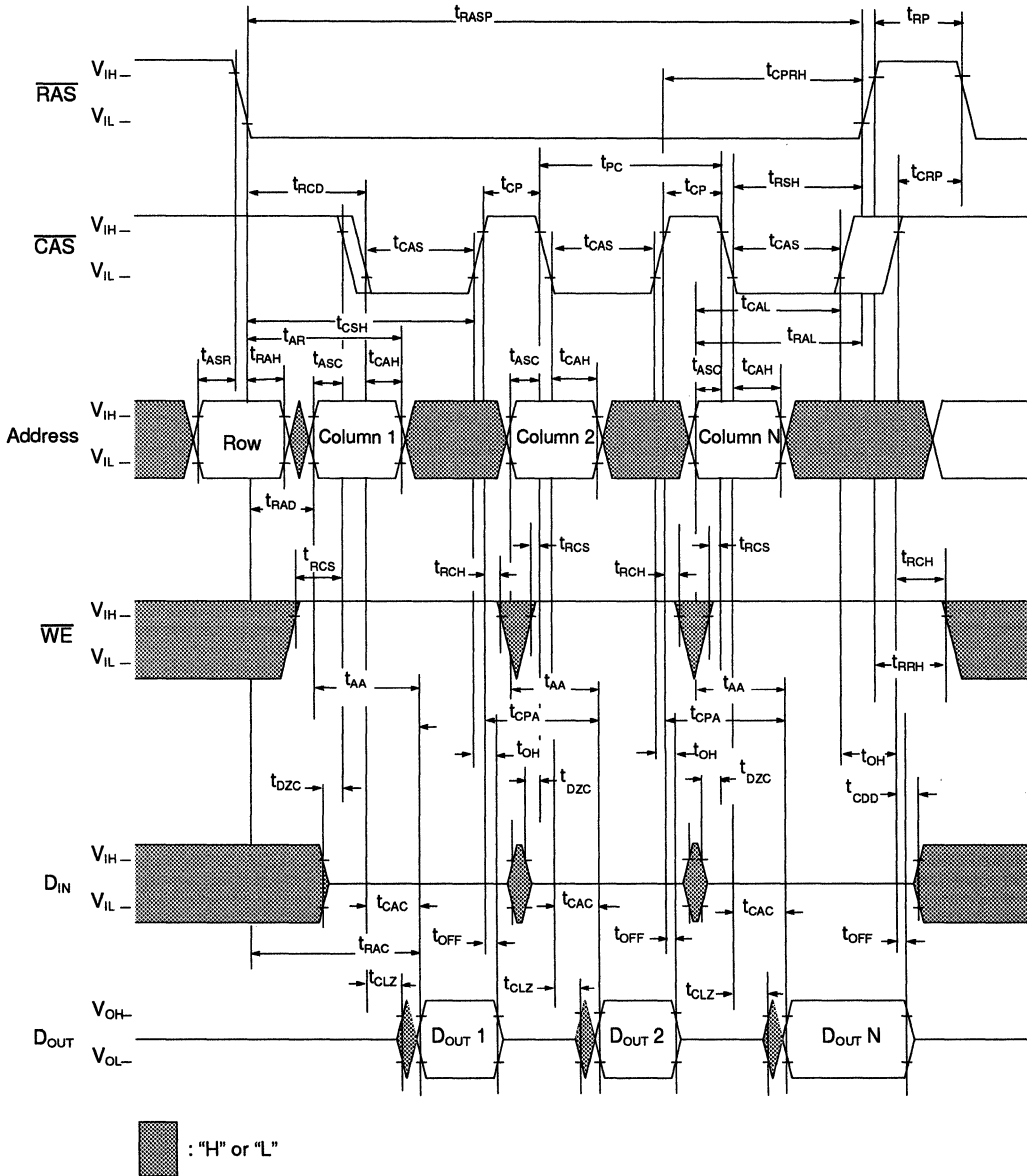 tRASP tRP
tCPRH
RAS VIH
VIL
tRCD tCP tPC tCP tRSH tCRP
CAS VIH
VIL
tCAS tCAS tCAS
tCSH tCAL
tAR tRAL
tASR tRAH tASC tCAH tASC tCAH tASC tCAH
Address VIH
VIL
Row Column 1 Column 2 Column N
tRAD
tRCS tRCH tRCS tRCH tRCS tRCH
WE VIH
VIL
tRRH
tAA tAA tAA
tCPA tCPA
tOH tOH tOH
tDZC tDZC tDZC tCDD
DIN VIH
VIL
tCAC tCAC tCAC
tRAC tOFF tOFF tOFF
tCLZ tCLZ tCLZ
DOUT VOH
VOL
DOUT 1 DOUT 2 DOUT N
: “H” or “L”